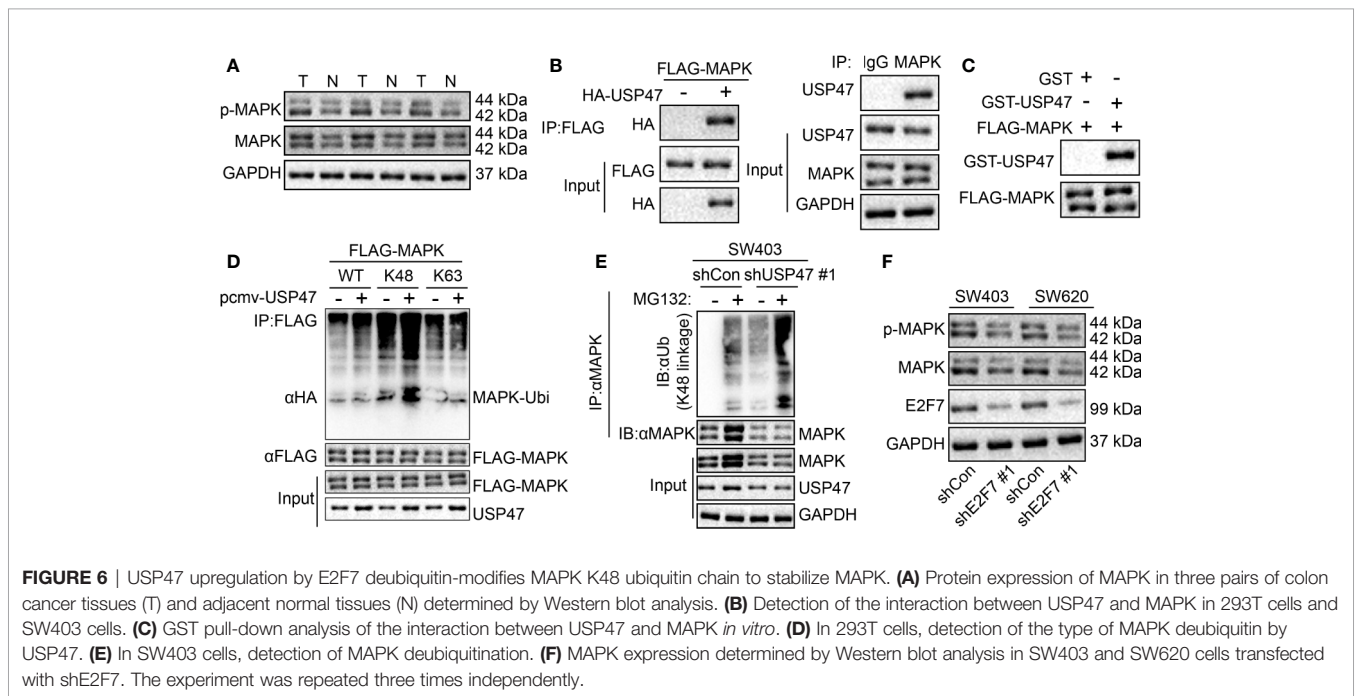 A
T N T N T N
p-MAPK
44 kDa
42 kDa
MAPK
44 kDa
42 kDa
GAPDH
37 kDa
B
FLAG-MAPK
HA-USP47 - +
IP:FLAG
HA
Input
FLAG
HA
IP: IgG MAPK
USP47
Input
USP47
MAPK
GAPDH
C
GST + -
GST-USP47 - +
FLAG-MAPK + +
GST-USP47
FLAG-MAPK
D
FLAG-MAPK
WT K48 K63
pcmv-USP47 - + - + - +
IP:FLAG
αHA
MAPK-Ubi
αFLAG
FLAG-MAPK
Input
FLAG-MAPK
USP47
E
SW403
shCon shUSP47 #1
MG132: - + - +
IP:αMAPK
IB:αUb
(K48 linkage)
IB:αMAPK
MAPK
Input
MAPK
USP47
GAPDH
F
SW403 SW620
p-MAPK
44 kDa
42 kDa
MAPK
44 kDa
42 kDa
E2F7
99 kDa
GAPDH
37 kDa
shCon
shE2F7 #1
shCon
shE2F7 #1
FIGURE 6 | USP47 upregulation by E2F7 deubiquitin-modifies MAPK K48 ubiquitin chain to stabilize MAPK. (A) Protein expression of MAPK in three pairs of colon
cancer tissues (T) and adjacent normal tissues (N) determined by Western blot analysis. (B) Detection of the interaction between USP47 and MAPK in 293T cells and
SW403 cells. (C) GST pull-down analysis of the interaction between USP47 and MAPK in vitro. (D) In 293T cells, detection of the type of MAPK deubiquitin by
USP47. (E) In SW403 cells, detection of MAPK deubiquitination. (F) MAPK expression determined by Western blot analysis in SW403 and SW620 cells transfected
with shE2F7. The experiment was repeated three times independently.